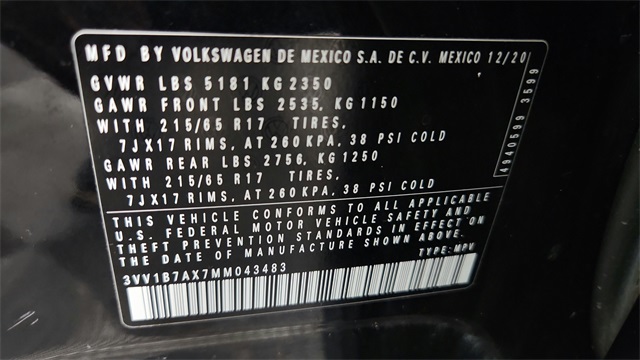 MFD BY VOLKSWAGEN DE MEXICO S.A. DE C.V. MEXICO 12/20
GVWR LBS 5181 KG 2350
GAWR FRONT LBS 2535, KG 1150
WITH 215/65 R17 TIRES,
7JX17 RIMS, AT 260 KPA, 38 PSI COLD
GAWR REAR LBS 2756, KG 1250
WITH 215/65 R17 TIRES,
7JX17 RIMS, AT 260 KPA, 38 PSI COLD
THIS VEHICLE CONFORMS TO ALL APPLICABLE
U.S. FEDERAL MOTOR VEHICLE SAFETY AND
THEFT PREVENTION STANDARDS IN EFFECT ON
THE DATE OF MANUFACTURE SHOWN ABOVE.
TYPE: MPV
3VV1B7AX7MM043483
4940599 3599